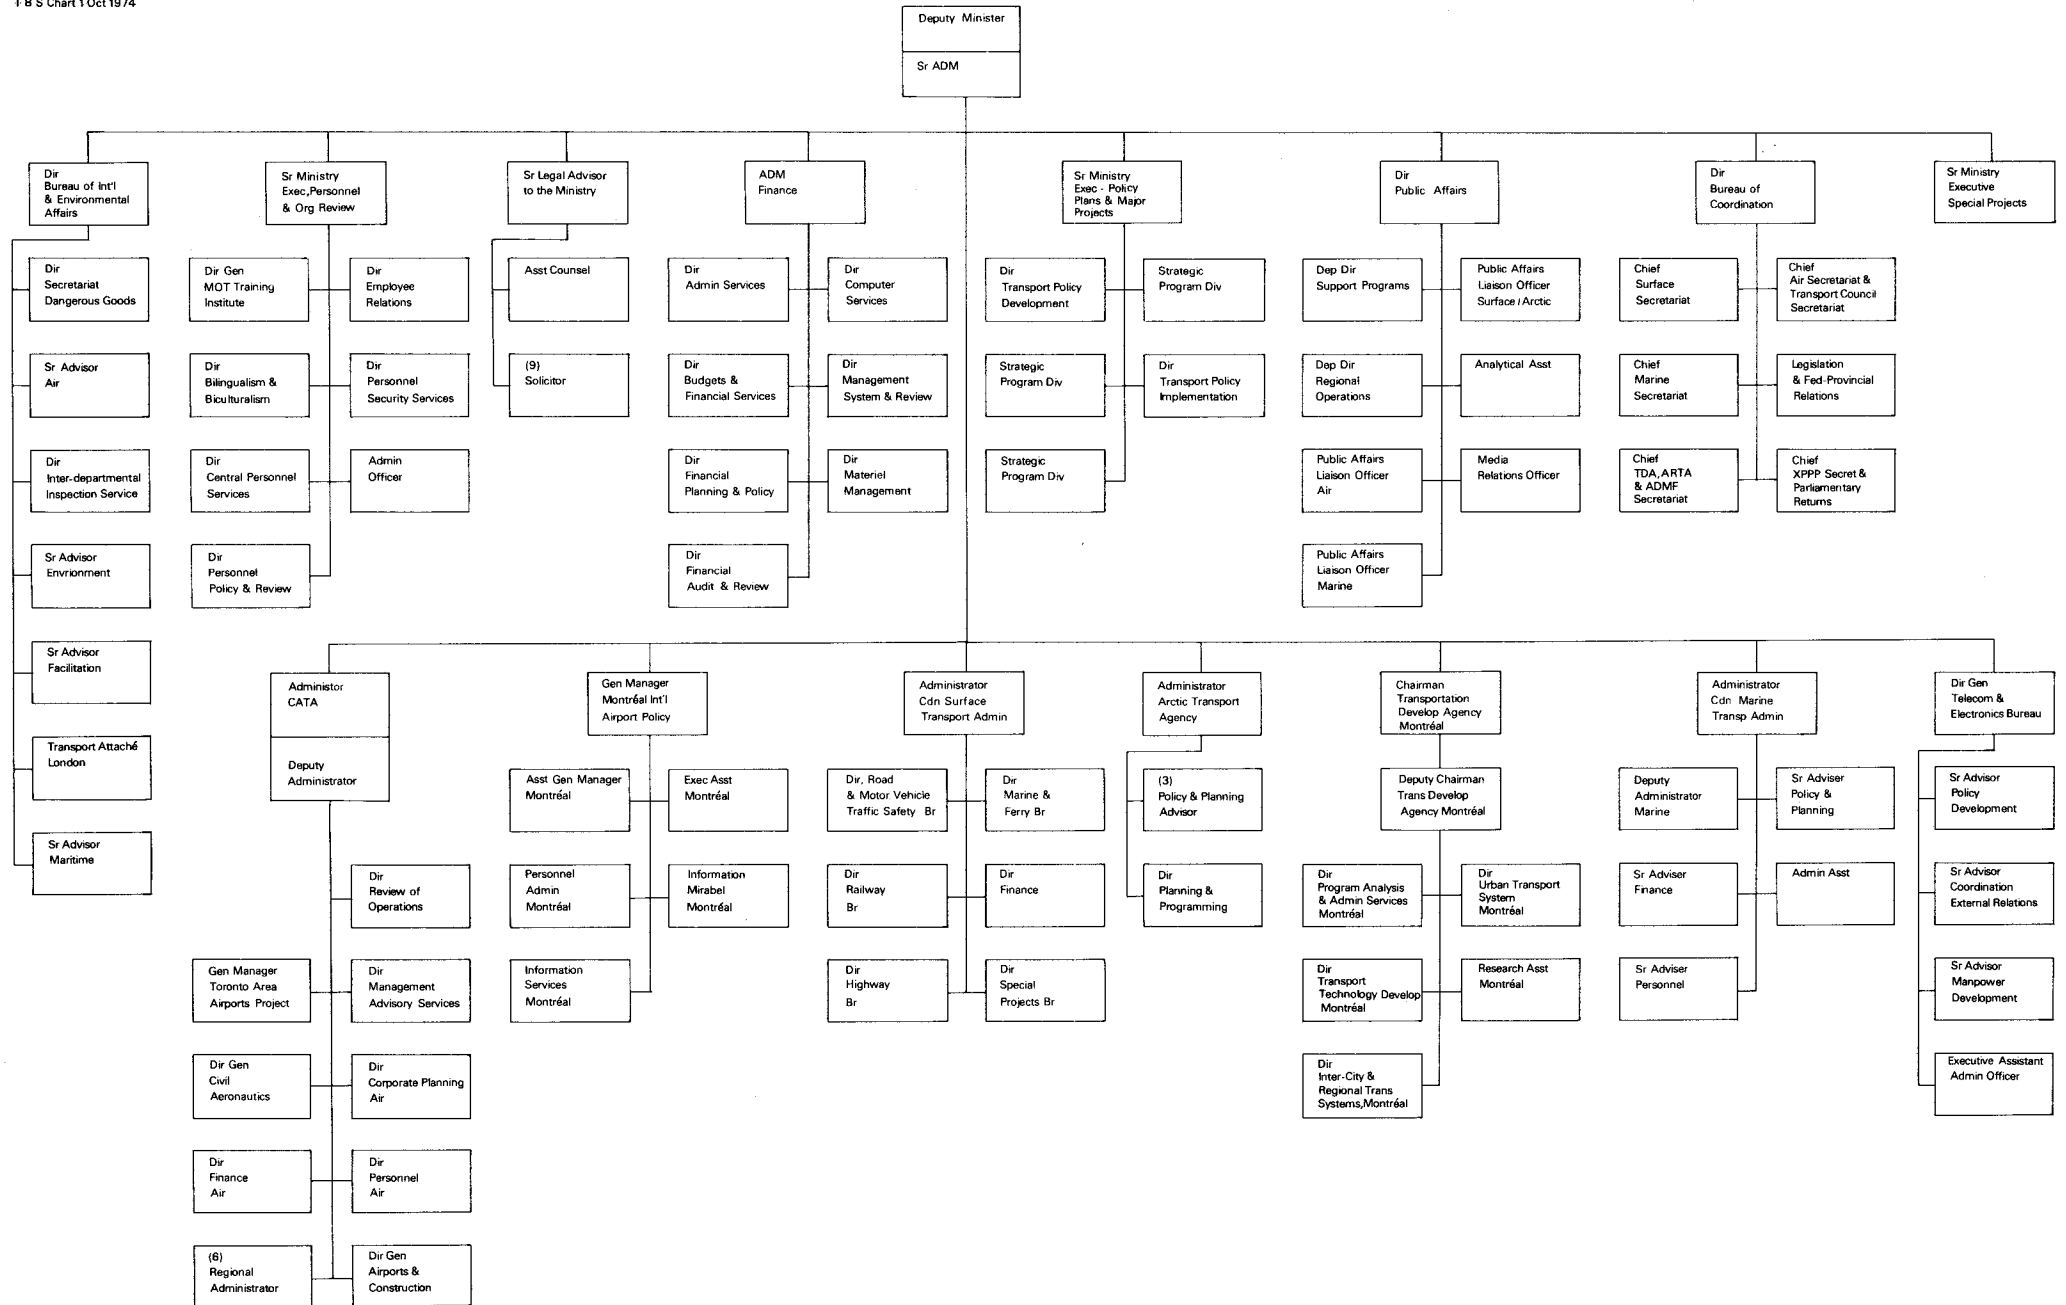 8 S Chart 1 Oct 1974
Deputy Minister
Sr ADM
Dir
Bureau of Int'l
& Environmental
Affairs
Sr Ministry
Exec,Personnel
& Org Review
Sr Legal Advisor
to the Ministry
ADM
Finance
Sr Ministry
Exec - Policy
Plans & Major
Projects
Dir
Public Affairs
Dir
Bureau of
Coordination
Sr Ministry
Executive
Special Projects
Dir
Secretariat
Dangerous Goods
Sr Advisor
Air
Dir
Inter-departmental
Inspection Service
Sr Advisor
Envrionment
Sr Advisor
Facilitation
Transport Attaché
London
Sr Advisor
Maritime
Dir Gen
MOT Training
Institute
Dir
Employee
Relations
Dir
Bilingualism &
Biculturalism
Dir
Personnel
Security Services
Dir
Central Personnel
Services
Admin
Officer
Dir
Personnel
Policy & Review
Asst Counsel
(9)
Solicitor
Dir
Admin Services
Dir
Computer
Services
Dir
Budgets &
Financial Services
Dir
Management
System & Review
Dir
Financial
Planning & Policy
Dir
Materiel
Management
Dir
Financial
Audit & Review
Dir
Transport Policy
Development
Strategic
Program Div
Strategic
Program Div
Dir
Transport Policy
Implementation
Strategic
Program Div
Dep Dir
Support Programs
Public Affairs
Liaison Officer
Surface / Arctic
Dep Dir
Regional
Operations
Analytical Asst
Public Affairs
Liaison Officer
Air
Media
Relations Officer
Public Affairs
Liaison Officer
Marine
Chief
Surface
Secretariat
Chief
Air Secretariat &
Transport Council
Secretariat
Chief
Marine
Secretariat
Legislation
& Fed-Provincial
Relations
Chief
TDA, ARTA
& ADMF
Secretariat
Chief
XPPP Secret &
Parliamentary
Returns
Administor
CATA
Deputy
Administrator
Gen Manager
Montréal Int'l
Airport Policy
Administrator
Cdn Surface
Transport Admin
Administrator
Arctic Transport
Agency
Chairman
Transportation
Develop Agency
Montréal
Administrator
Cdn Marine
Transp Admin
Dir Gen
Telecom &
Electronics Bureau
Dir
Review of
Operations
Gen Manager
Toronto Area
Airports Project
Dir
Management
Advisory Services
Dir Gen
Civil
Aeronautics
Dir
Corporate Planning
Air
Dir
Finance
Air
Dir
Personnel
Air
(6)
Regional
Administrator
Dir Gen
Airports &
Construction
Asst Gen Manager
Montréal
Exec Asst
Montréal
Personnel
Admin
Montréal
Information
Mirabel
Montréal
Information
Services
Montréal
Dir, Road
& Motor Vehicle
Traffic Safety Br
Dir
Marine &
Ferry Br
Dir
Railway
Br
Dir
Finance
Dir
Highway
Br
Dir
Special
Projects Br
(3)
Policy & Planning
Advisor
Dir
Planning &
Programming
Deputy Chairman
Trans Develop
Agency Montréal
Dir
Program Analysis
& Admin Services
Montréal
Dir
Urban Transport
System
Montréal
Dir
Transport
Technology Develop
Montréal
Research Asst
Montréal
Dir
Inter-City &
Regional Trans
Systems,Montréal
Deputy
Administrator
Marine
Sr Adviser
Policy &
Planning
Sr Adviser
Finance
Admin Asst
Sr Adviser
Personnel
Sr Advisor
Policy
Development
Sr Advisor
Coordination
External Relations
Sr Advisor
Manpower
Development
Executive Assistant
Admin Officer